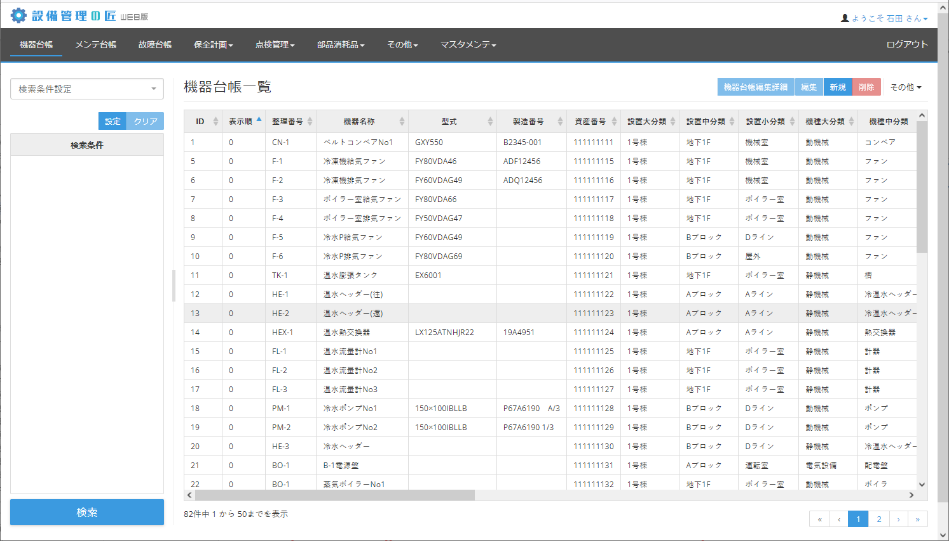 設備管理の匠
ようこそ 石田 さん
機器台帳 メンテ台帳 故障台帳 保全計画 点検管理 部品消耗品 その他 マスタメンテ ログアウト
検索条件設定
設定 クリア
検索条件
検索
機器台帳一覧
機器台帳編集詳細 編集 新規 削除 その他
ID 表示順 整理番号 機器名称 型式 製造番号 資産番号 設置大分類 設置中分類 設置小分類 機種大分類 機種中分類
1 0 CN-1 ベルトコンベアNo1 GXY550 B2345-001 111111111 1号棟 地下1F 機械室 動機械 コンベア
5 0 F-1 冷凍機給気ファン FY80VDA46 ADF12456 111111115 1号棟 地下1F 機械室 動機械 ファン
6 0 F-2 冷凍機排気ファン FY60VDAG49 ADQ12456 111111116 1号棟 地下1F 機械室 動機械 ファン
7 0 F-3 ボイラー室給気ファン FY80VDA66 111111117 1号棟 地下1F ボイラー室 動機械 ファン
8 0 F-4 ボイラー室排気ファン FY50VDAG47 111111118 1号棟 地下1F ボイラー室 動機械 ファン
9 0 F-5 冷水P給気ファン FY60VDAG49 111111119 1号棟 Bブロック Dライン 動機械 ファン
10 0 F-6 冷水P排気ファン FY80VDAG69 111111120 1号棟 Bブロック 屋外 動機械 ファン
11 0 TK-1 温水膨張タンク EX6001 111111121 1号棟 地下1F ボイラー室 静機械 槽
12 0 HE-1 温水ヘッダー(往) 111111122 1号棟 Aブロック Aライン 静機械 冷温水ヘッダー
13 0 HE-2 温水ヘッダー(還) 111111123 1号棟 Aブロック Aライン 静機械 冷温水ヘッダー
14 0 HEX-1 温水熱交換器 LX125ATNHJR22 19A4951 111111124 1号棟 Aブロック Aライン 静機械 熱交換器
15 0 FL-1 温水流量計No1 111111125 1号棟 地下1F ボイラー室 静機械 計器
16 0 FL-2 温水流量計No2 111111126 1号棟 地下1F ボイラー室 静機械 計器
17 0 FL-3 温水流量計No3 111111127 1号棟 地下1F ボイラー室 静機械 計器
18 0 PM-1 冷水ポンプNo1 150×100IBLLB P67A6190 A/3 111111128 1号棟 Bブロック Dライン 動機械 ポンプ
19 0 PM-2 冷水ポンプNo2 150×100IBLLB P67A6190 1/3 111111129 1号棟 Bブロック Dライン 動機械 ポンプ
20 0 HE-3 冷水ヘッダー 111111130 1号棟 Bブロック Dライン 静機械 冷温水ヘッダー
21 0 BO-1 B-1電源盤 111111131 1号棟 Aブロック 運転室 電気設備 配電盤
22 0 BO-1 蒸気ボイラーNo1 111111132 1号棟 地下1F ボイラー室 動機械 ボイラ
82件中 1 から 50までを表示
« ‹ 1 2 › »